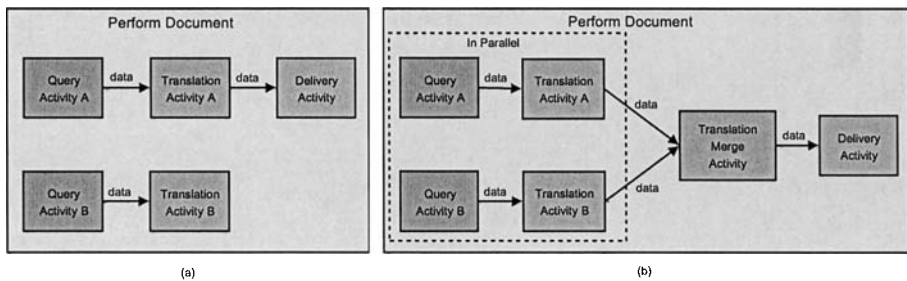 Perform Document
Query Activity A
data
Translation Activity A
data
Delivery Activity
Query Activity B
data
Translation Activity B
(a)
Perform Document
In Parallel
Query Activity A
data
Translation Activity A
data
Translation Merge Activity
data
Delivery Activity
Query Activity B
data
Translation Activity B
data
(b)